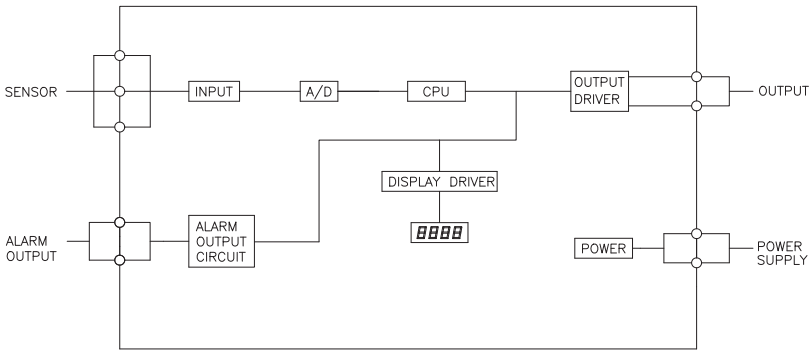 SENSOR
INPUT
A/D
CPU
OUTPUT
DRIVER
OUTPUT
DISPLAY DRIVER
8888
ALARM
OUTPUT
ALARM
OUTPUT
CIRCUIT
POWER
POWER
SUPPLY